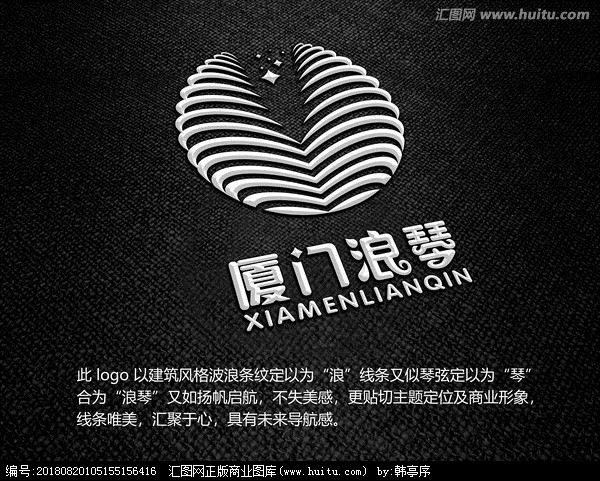 汇图网 www.huitu.com
厦门浪琴
XIAMENLIANQIN
此 logo 以建筑风格波浪条纹定以为“浪”线条又似琴弦定以为“琴”
合为“浪琴”又如扬帆启航，不失美感，更贴切主题定位及商业形象，
线条唯美，汇聚于心，具有未来导航感。
编号:20180820105155156416 汇图网正版商业图库(www.huitu.com) by:韩亭序